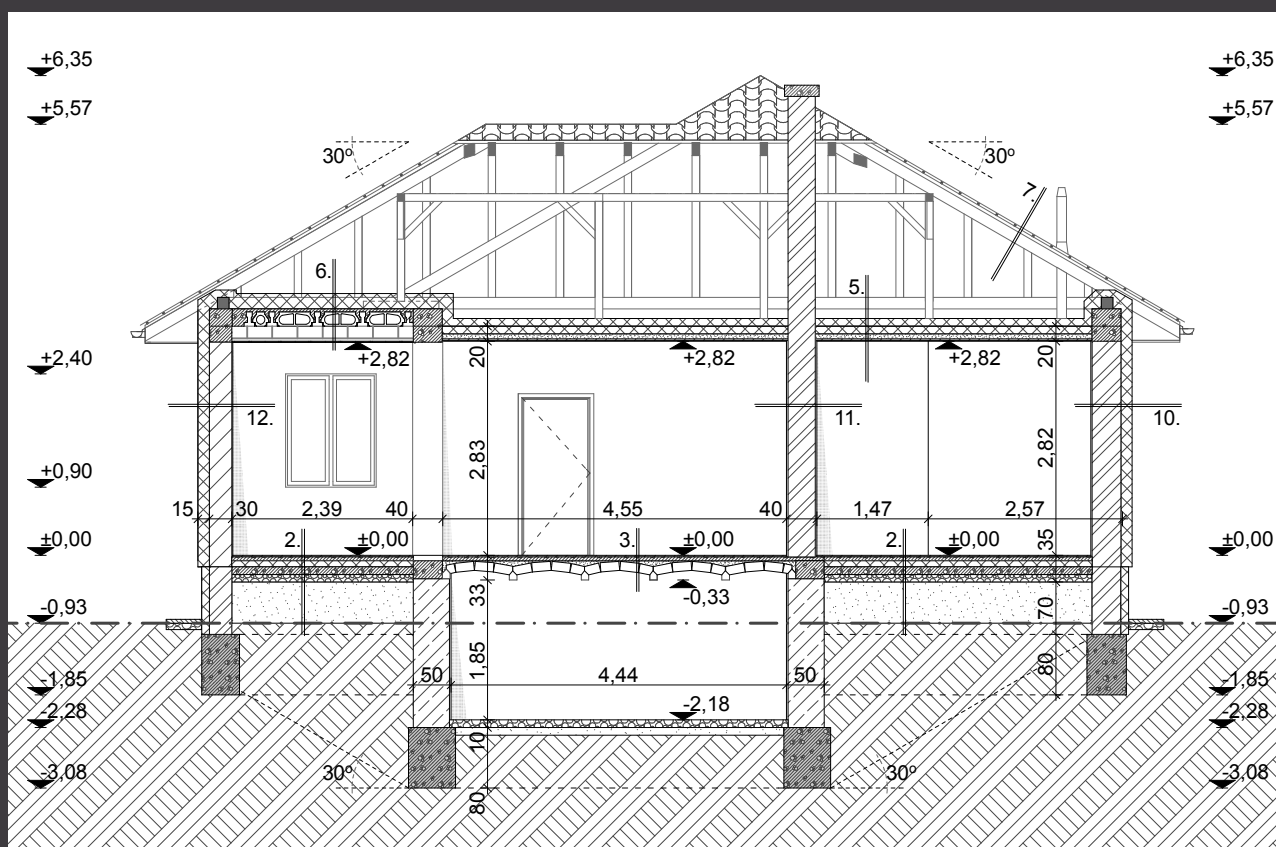 +6,35 +6,35
+5,57 +5,57
30º 30º
7.
6. 5.
+2,82 20 +2,82 +2,82 20
+2,40 +2,40
12. 11. 10.
2,83 2,82
±0,90 ±0,90
15 30 2,39 40 4,55 40 1,47 2,57
±0,00 2. ±0,00 3. ±0,00 2. ±0,00 35 ±0,00
33 -0,33
-0,93 70 -0,93
1,85 50 4,44 50 80
-1,85 -1,85
-2,28 -2,18 -2,28
10
-3,08 30º 30º -3,08
80